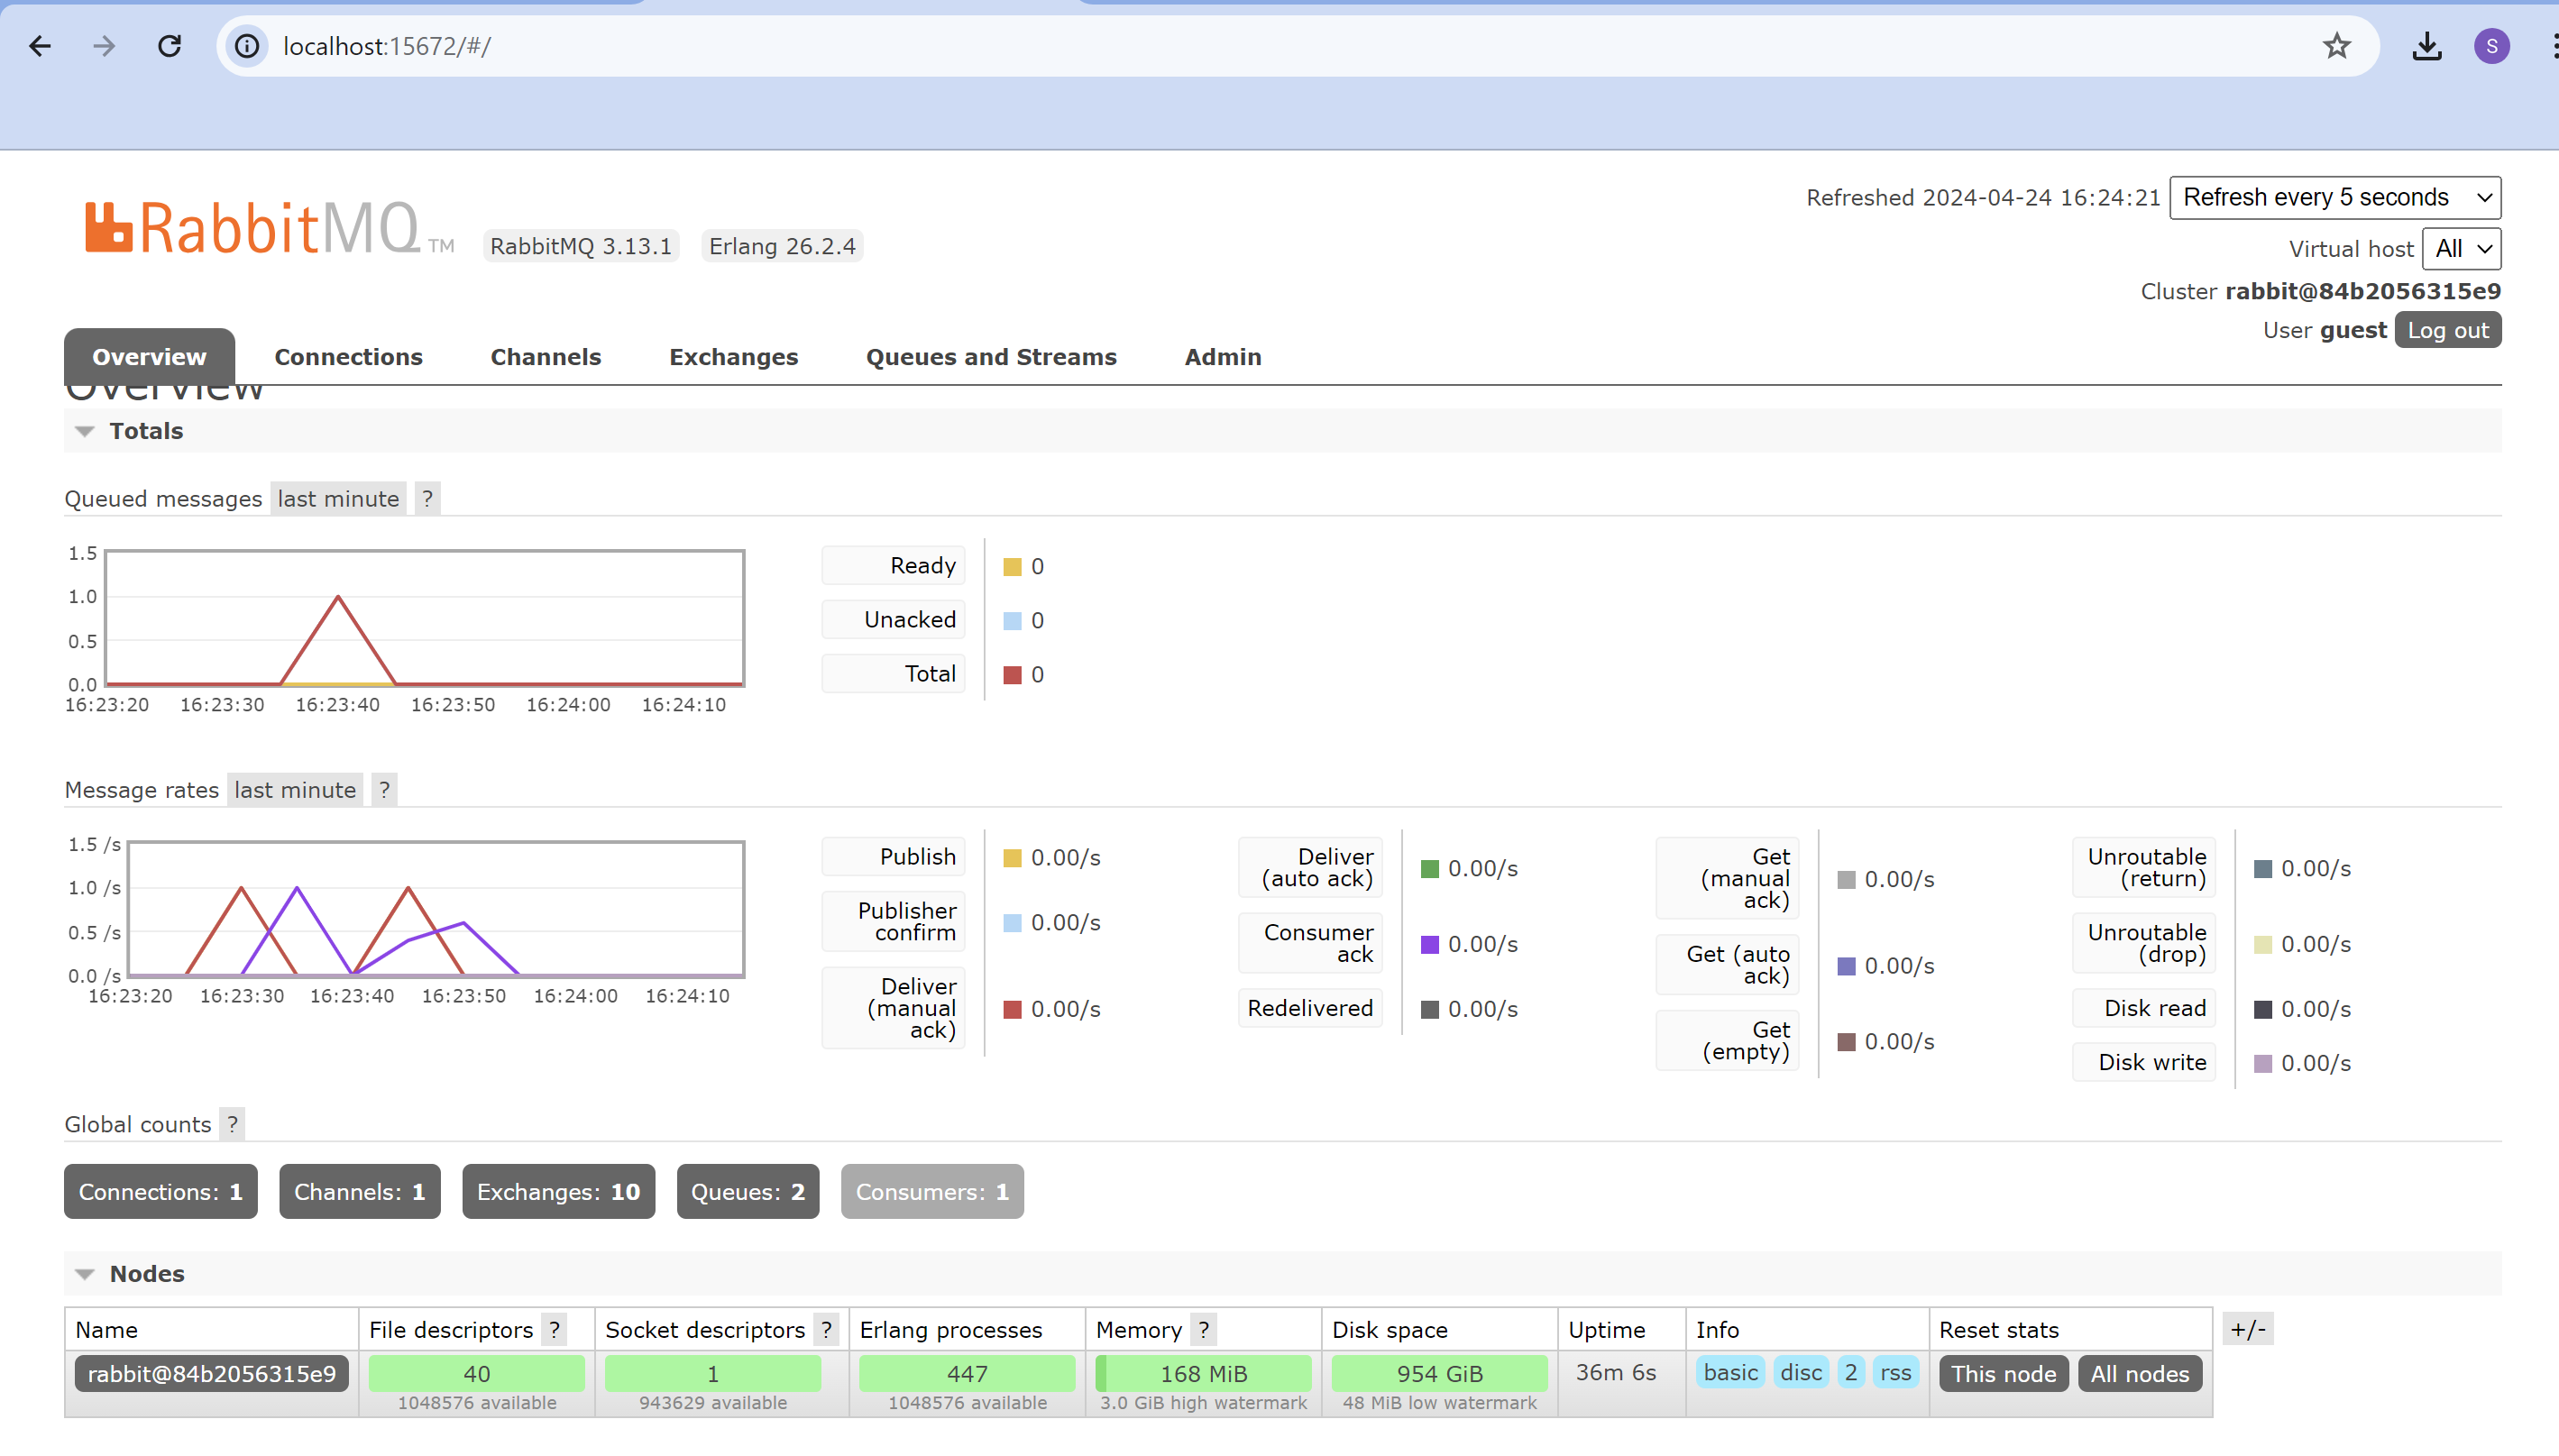 localhost:15672/#/
S
RabbitMQ TM
RabbitMQ 3.13.1
Erlang 26.2.4
Refreshed 2024-04-24 16:24:21
Refresh every 5 seconds
Virtual host
All
Cluster rabbit@84b2056315e9
User guest
Log out
Overview
Connections
Channels
Exchanges
Queues and Streams
Admin
Overview
Totals
Queued messages last minute ?
1.5
1.0
0.5
0.0
16:23:20 16:23:30 16:23:40 16:23:50 16:24:00 16:24:10
Ready 0
Unacked 0
Total 0
Message rates last minute ?
1.5 /s
1.0 /s
0.5 /s
0.0 /s
16:23:20 16:23:30 16:23:40 16:23:50 16:24:00 16:24:10
Publish 0.00/s
Publisher
confirm 0.00/s
Deliver
(manual 0.00/s
ack)
Deliver
(auto ack) 0.00/s
Consumer
ack 0.00/s
Redelivered 0.00/s
Get
(manual 0.00/s
ack)
Get (auto
ack) 0.00/s
Get
(empty) 0.00/s
Unroutable
(return) 0.00/s
Unroutable
(drop) 0.00/s
Disk read 0.00/s
Disk write 0.00/s
Global counts ?
Connections: 1
Channels: 1
Exchanges: 10
Queues: 2
Consumers: 1
Nodes
Name File descriptors ? Socket descriptors ? Erlang processes Memory ? Disk space Uptime Info Reset stats +/-
rabbit@84b2056315e9 40 1 447 168 MiB 954 GiB 36m 6s basic disc 2 rss This node All nodes
1048576 available 943629 available 1048576 available 3.0 GiB high watermark 48 MiB low watermark